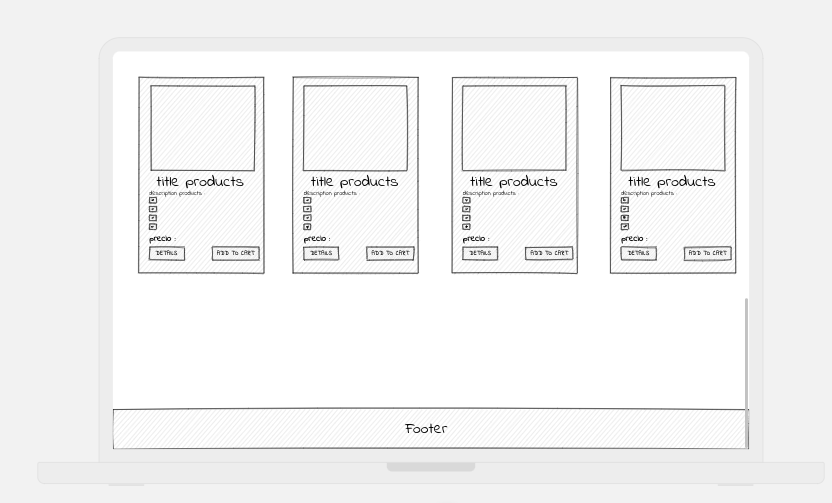 title products title products title products title products
description products description products description products description products
precio : precio : precio : precio :
DETAILS ADD TO CART DETAILS ADD TO CART DETAILS ADD TO CART DETAILS ADD TO CART
Footer